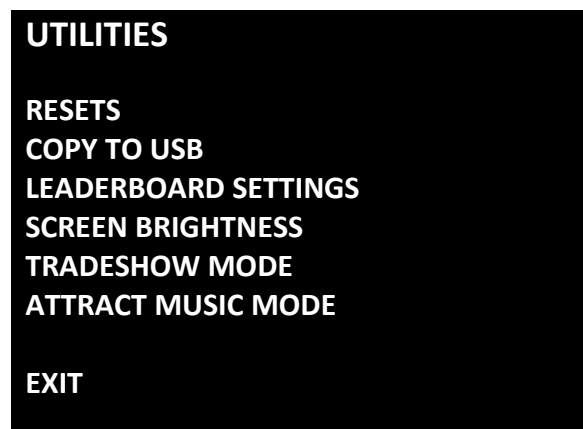 UTILITIES
RESETS
COPY TO USB
LEADERBOARD SETTINGS
SCREEN BRIGHTNESS
TRADESHOW MODE
ATTRACT MUSIC MODE
EXIT